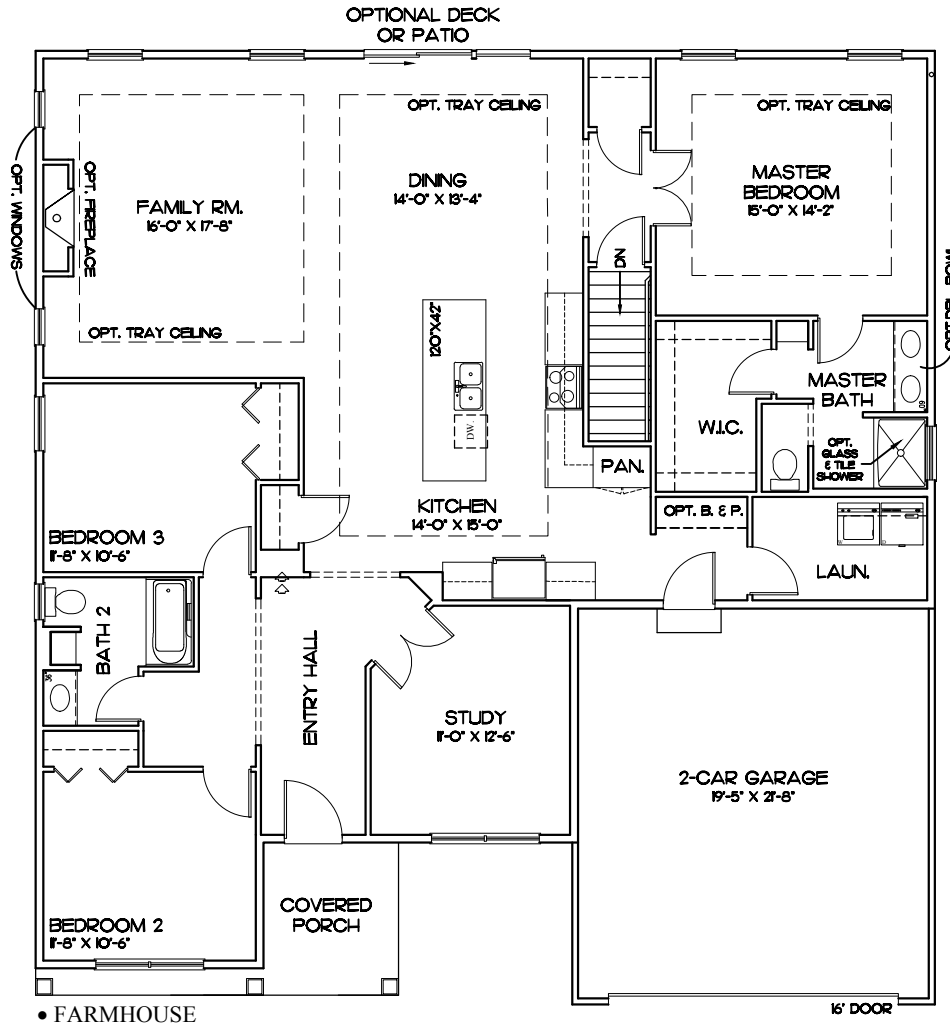 OPTIONAL DECK
OR PATIO
OPT. TRAY CEILING
OPT. TRAY CEILING
OPT. WINDOWS
OPT. FIREPLACE
FAMILY RM.
16'-0" X 17'-8"
DINING
14'-0" X 13'-4"
MASTER
BEDROOM
15'-0" X 14'-2"
DN
OPT. TRAY CEILING
120"X42"
DW.
MASTER
BATH
60
W.I.C.
OPT.
GLASS
& TILE
SHOWER
PAN.
KITCHEN
14'-0" X 15'-0"
OPT. B. & P.
BEDROOM 3
11'-8" X 10'-6"
LAUN.
BATH 2
36"
ENTRY HALL
STUDY
11'-0" X 12'-6"
2-CAR GARAGE
19'-5" X 21'-8"
COVERED
PORCH
BEDROOM 2
11'-8" X 10'-6"
16' DOOR
• FARMHOUSE